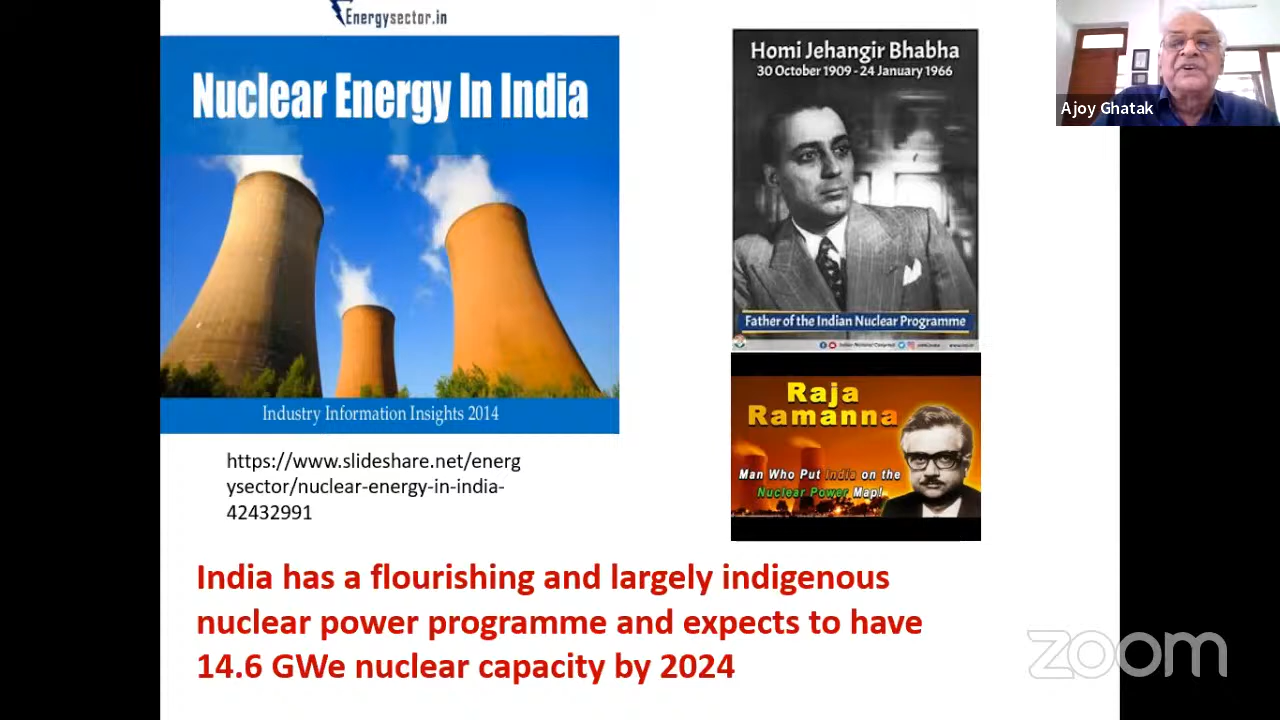 Energysector.in
Nuclear Energy In India
Industry Information Insights 2014
https://www.slideshare.net/energ
ysector/nuclear-energy-in-india-
42432991
Homi Jehangir Bhabha
30 October 1909 - 24 January 1966
Father of the Indian Nuclear Programme
Indian National Congress
Raja
Ramanna
Man Who Put India on the
Nuclear Power Map!
India has a flourishing and largely indigenous
nuclear power programme and expects to have
14.6 GWe nuclear capacity by 2024
Ajoy Ghatak
zoom